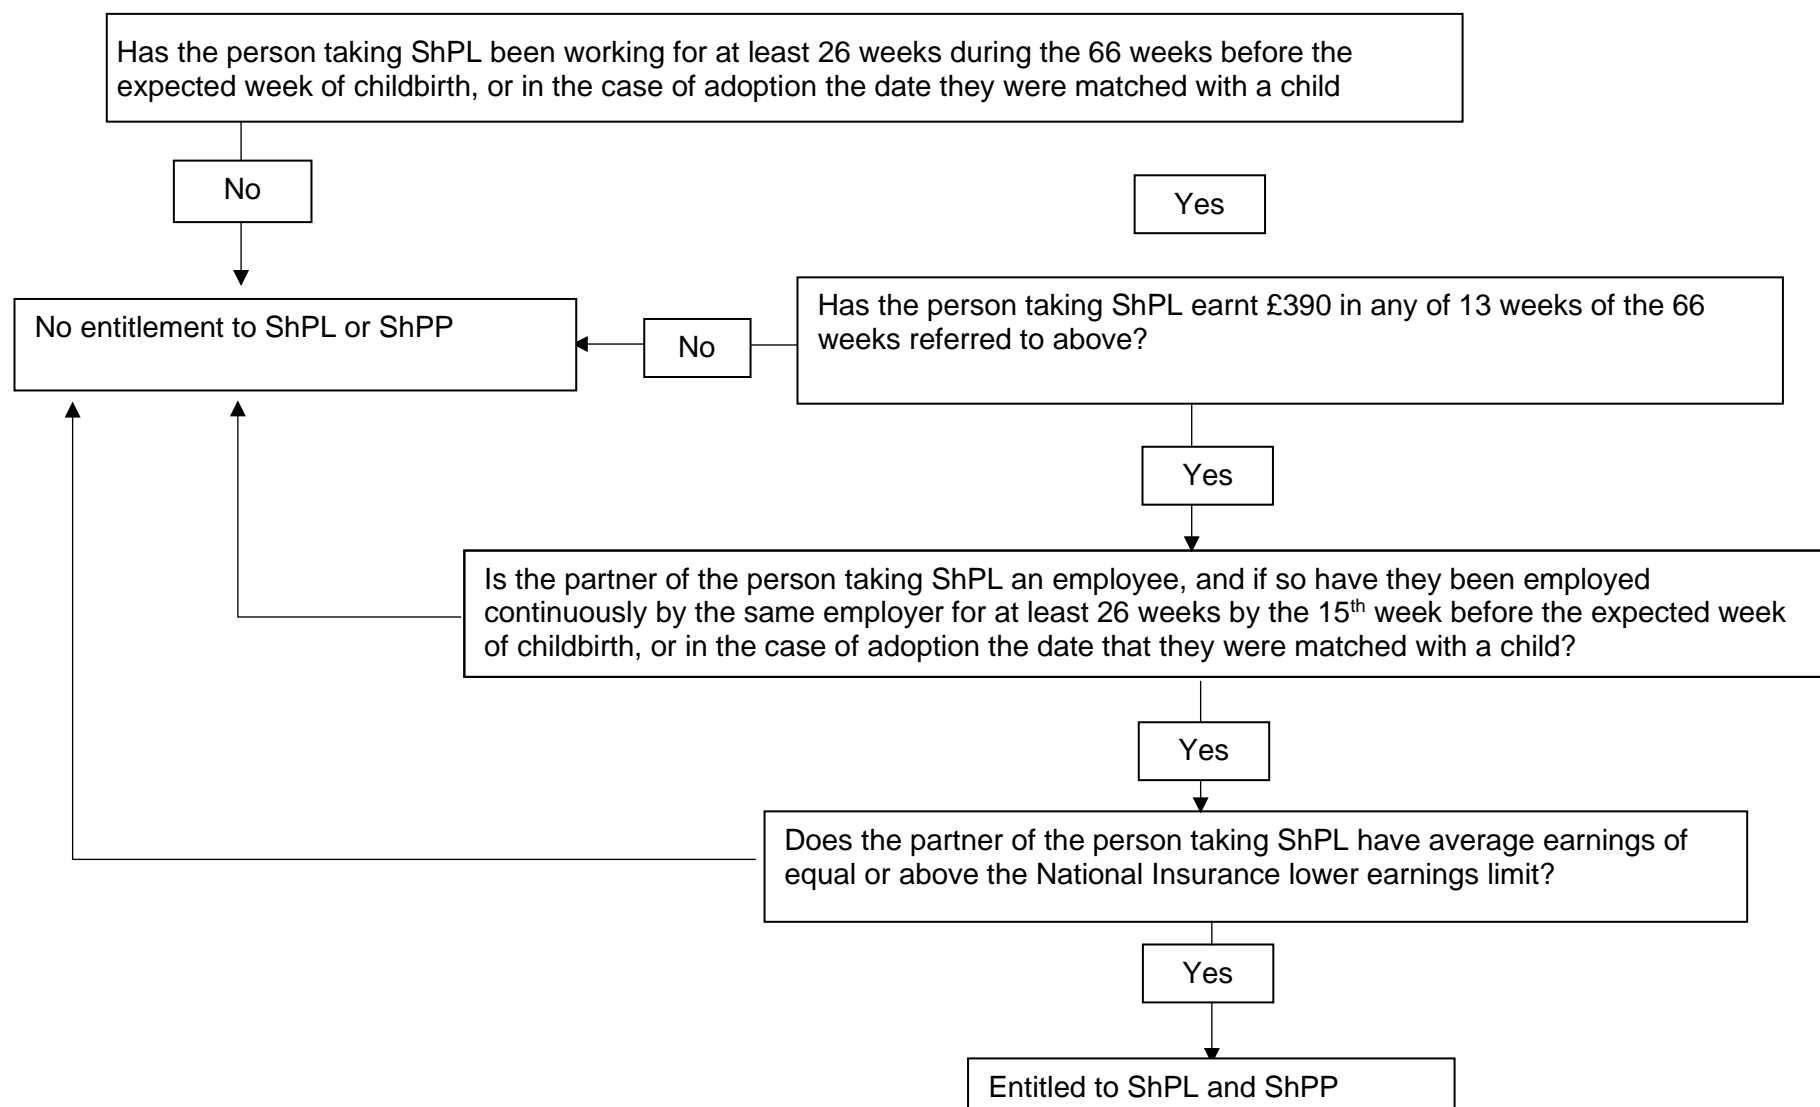 Has the person taking ShPL been working for at least 26 weeks during the 66 weeks before the
expected week of childbirth, or in the case of adoption the date they were matched with a child
No
Yes
No entitlement to ShPL or ShPP
No
Has the person taking ShPL earnt £390 in any of 13 weeks of the 66
weeks referred to above?
Yes
Is the partner of the person taking ShPL an employee, and if so have they been employed
continuously by the same employer for at least 26 weeks by the 15th week before the expected week
of childbirth, or in the case of adoption the date that they were matched with a child?
Yes
Does the partner of the person taking ShPL have average earnings of
equal or above the National Insurance lower earnings limit?
Yes
Entitled to ShPL and ShPP